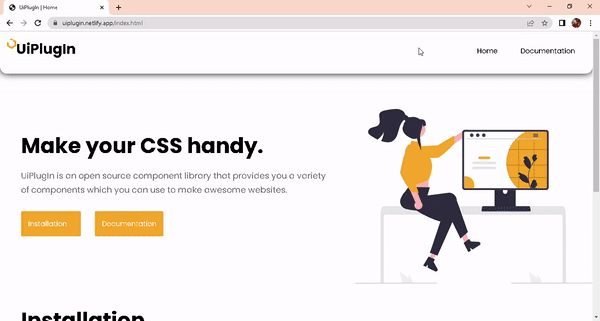 UiPlugIn | Home
uiplugin.netlify.app/index.html
UiPlugIn
Home
Documentation
Make your CSS handy.
UiPlugIn is an open source component library that provides you a variety
of components which you can use to make awesome websites.
Installation
Documentation
Installation